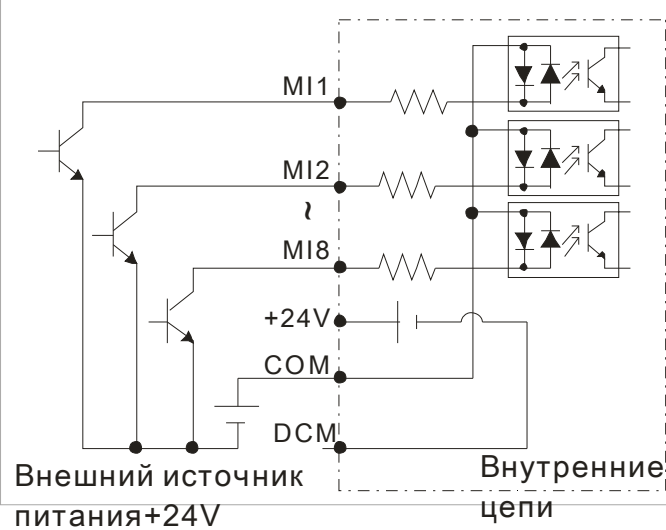 MI1
MI2
~
MI8
+24V
COM
DCM
Внешний источник
питания+24V
Внутренние
цепи